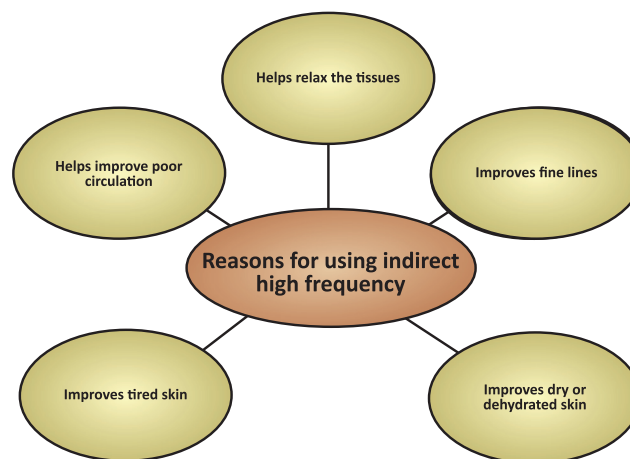 Helps relax the tissues
Helps improve poor
circulation
Improves fine lines
Reasons for using indirect
high frequency
Improves tired skin
Improves dry or
dehydrated skin